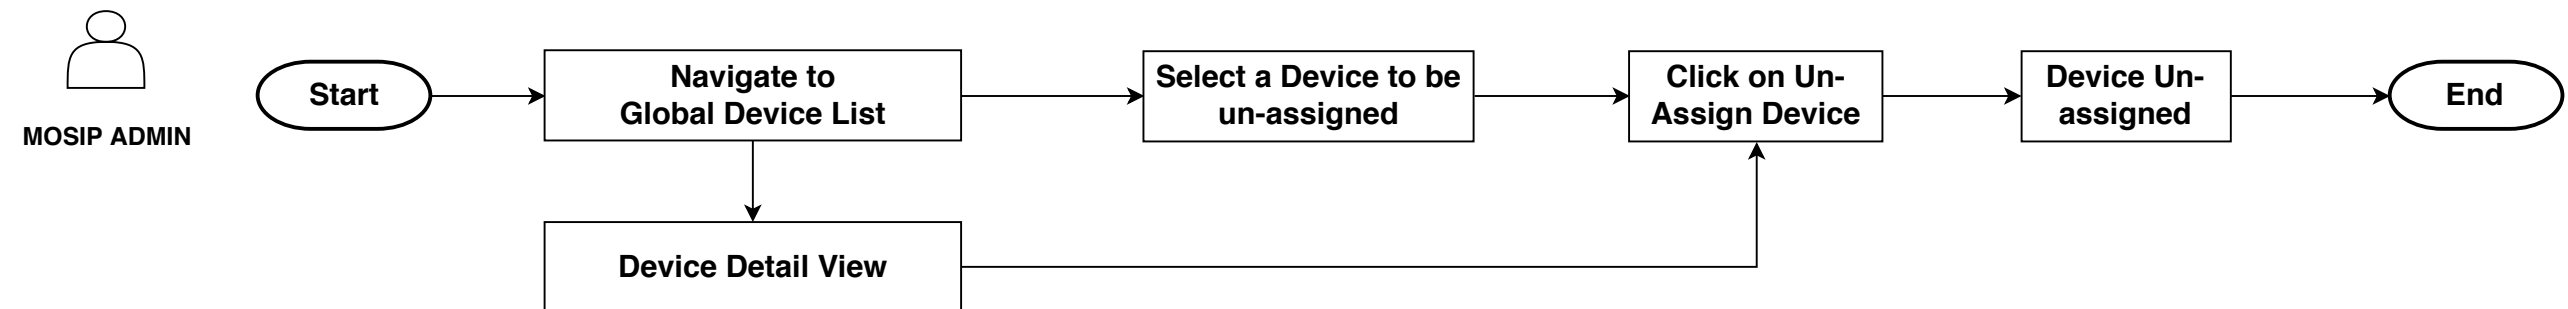 MOSIP ADMIN
Start
Navigate to
Global Device List
Select a Device to be
un-assigned
Click on Un-
Assign Device
Device Un-
assigned
End
Device Detail View